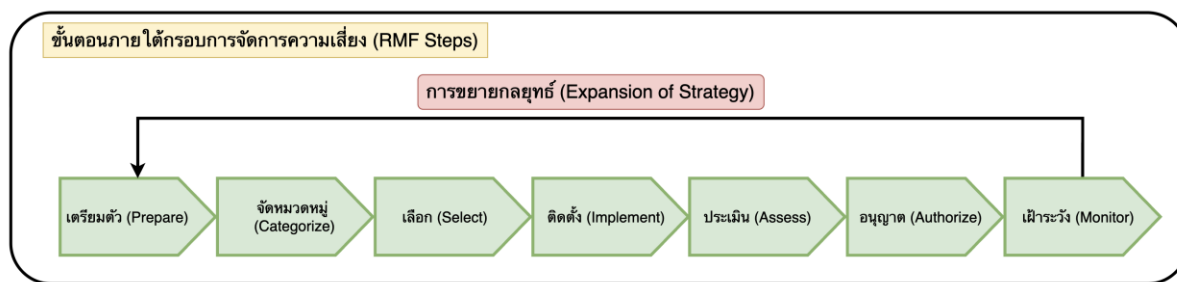 ขั้นตอนภายใต้กรอบการจัดการความเสี่ยง (RMF Steps)
การขยายกลยุทธ์ (Expansion of Strategy)
เตรียมตัว (Prepare)
จัดหมวดหมู่
(Categorize)
เลือก (Select)
ติดตั้ง (Implement)
ประเมิน (Assess)
อนุญาต (Authorize)
เฝ้าระวัง (Monitor)